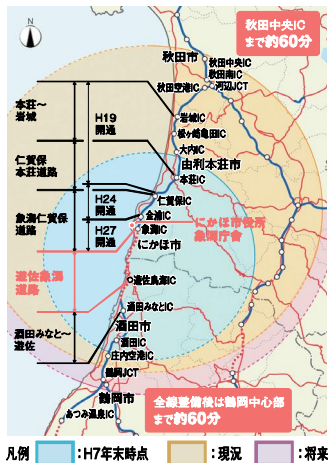 N
秋田中央IC
まで約60分
秋田市
秋田中央IC
秋田南IC
河辺JCT
秋田空港IC
本荘～
岩城
H19
開通
岩城IC
松ヶ崎亀田IC
大内IC
由利本荘市
本荘IC
仁賀保
本荘道路
仁賀保IC
H24
開通
金浦IC
象潟仁賀保
道路
象潟IC
H27
開通
にかほ市役所
象潟庁舎
にかほ市
遊佐象潟
道路
遊佐鳥海IC
酒田みなとIC
酒田みなと～
遊佐
酒田市
酒田IC
庄内空港IC
鶴岡JCT
鶴岡市
あつみ温泉IC
全線整備後は鶴岡中心部
まで約60分
凡例 :H7年末時点 :現況 :将来